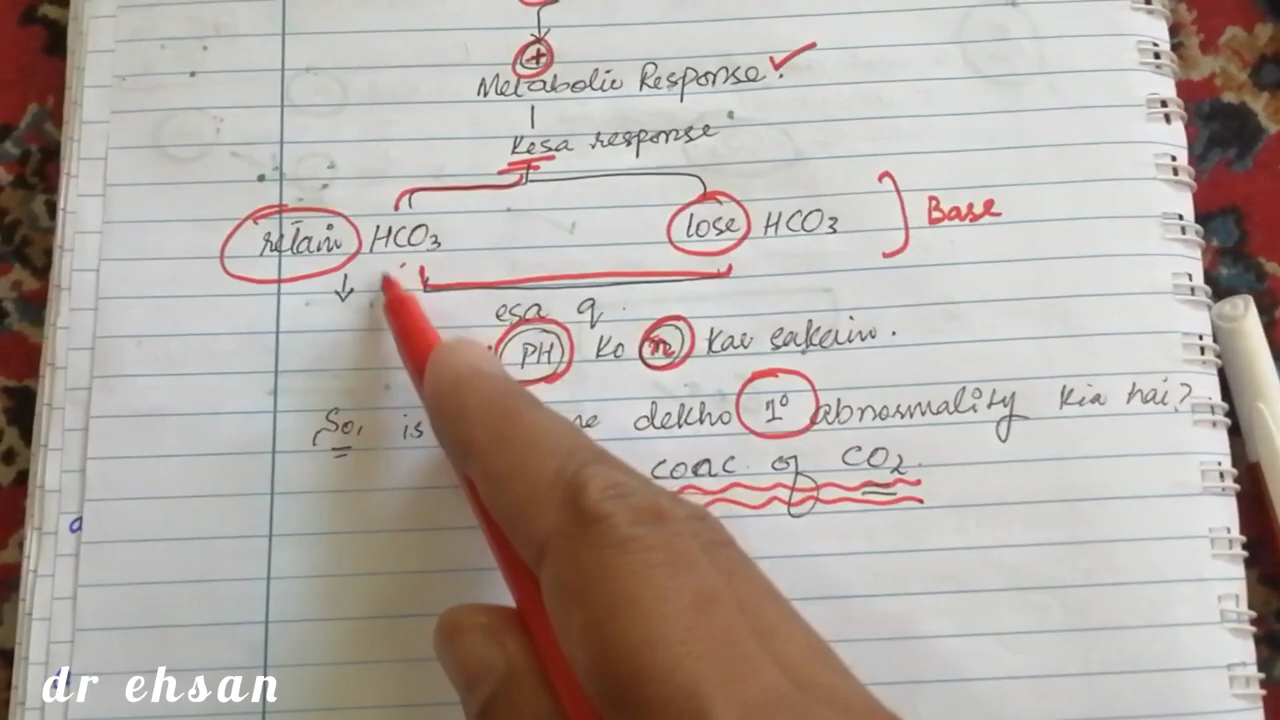 +
Metabolic Response.
Kesa response
retain HCO3 lose HCO3 Base
esa q
PH ko n kar sakein.
So, is ne dekho 1° abnormality kia hai?
conc. of CO2.
dr ehsan